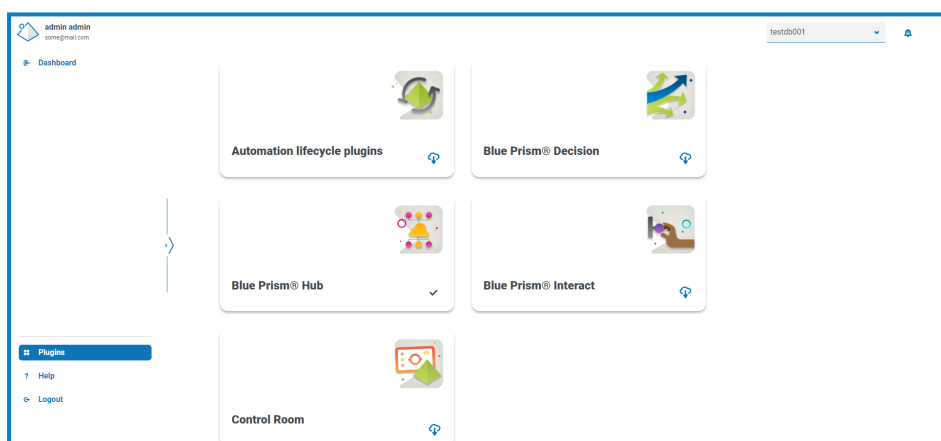 admin admin
some@mail.com
testdb001
Dashboard
Automation lifecycle plugins
Blue Prism® Decision
Blue Prism® Hub
Blue Prism® Interact
Control Room
Plugins
? Help
Logout